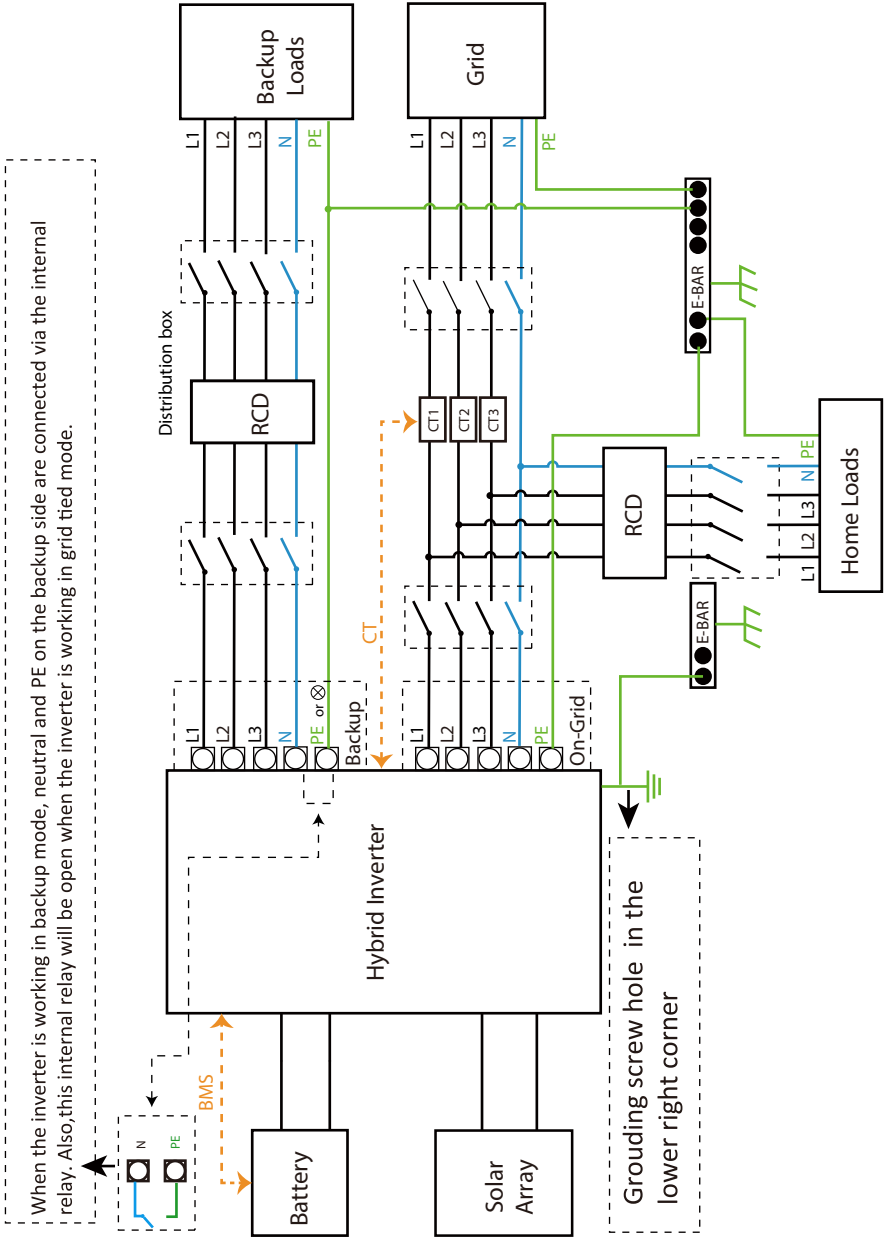 When the inverter is working in backup mode, neutral and PE on the backup side are connected via the internal
relay. Also,this internal relay will be open when the inverter is working in grid tied mode.
N
PE
BMS
Battery
Solar
Array
Hybrid Inverter
Grouding screw hole in the
lower right corner
L1
L2
L3
N
PE or
Backup
CT
L1
L2
L3
N
PE
On-Grid
Distribution box
RCD
L1
L2
L3
N
PE
Backup
Loads
CT1
CT2
CT3
L1
L2
L3
N
PE
Grid
RCD
E-BAR
E-BAR
L1
L2
L3
N
PE
Home Loads